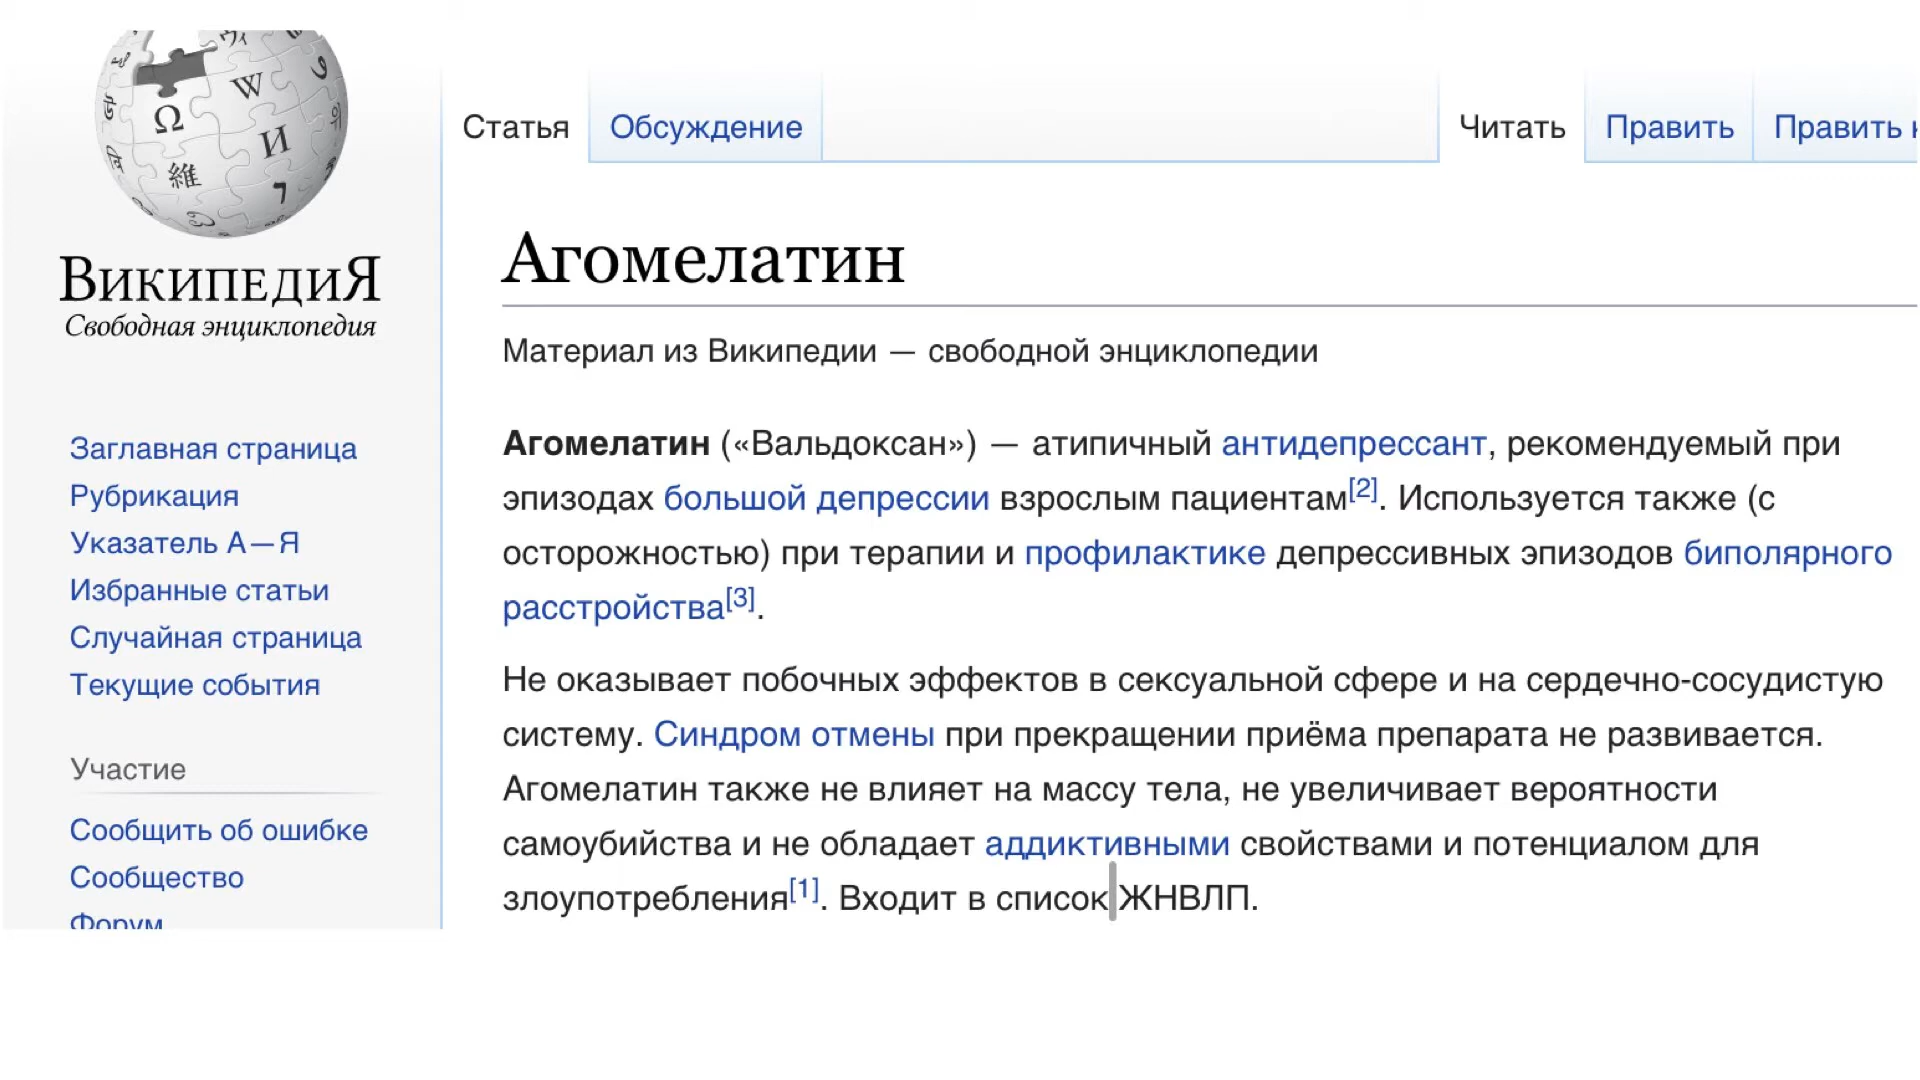 ВикипедиЯ
Свободная энциклопедия
Заглавная страница
Рубрикация
Указатель А — Я
Избранные статьи
Случайная страница
Текущие события
Участие
Сообщить об ошибке
Сообщество
Форум
Статья
Обсуждение
Читать
Править
Править
Агомелатин
Материал из Википедии — свободной энциклопедии
Агомелатин («Вальдоксан») — атипичный антидепрессант, рекомендуемый при
эпизодах большой депрессии взрослым пациентам[2]. Используется также (с
осторожностью) при терапии и профилактике депрессивных эпизодов биполярного
расстройства[3].
Не оказывает побочных эффектов в сексуальной сфере и на сердечно-сосудистую
систему. Синдром отмены при прекращении приёма препарата не развивается.
Агомелатин также не влияет на массу тела, не увеличивает вероятности
самоубийства и не обладает аддиктивными свойствами и потенциалом для
злоупотребления[1]. Входит в список ЖНВЛП.